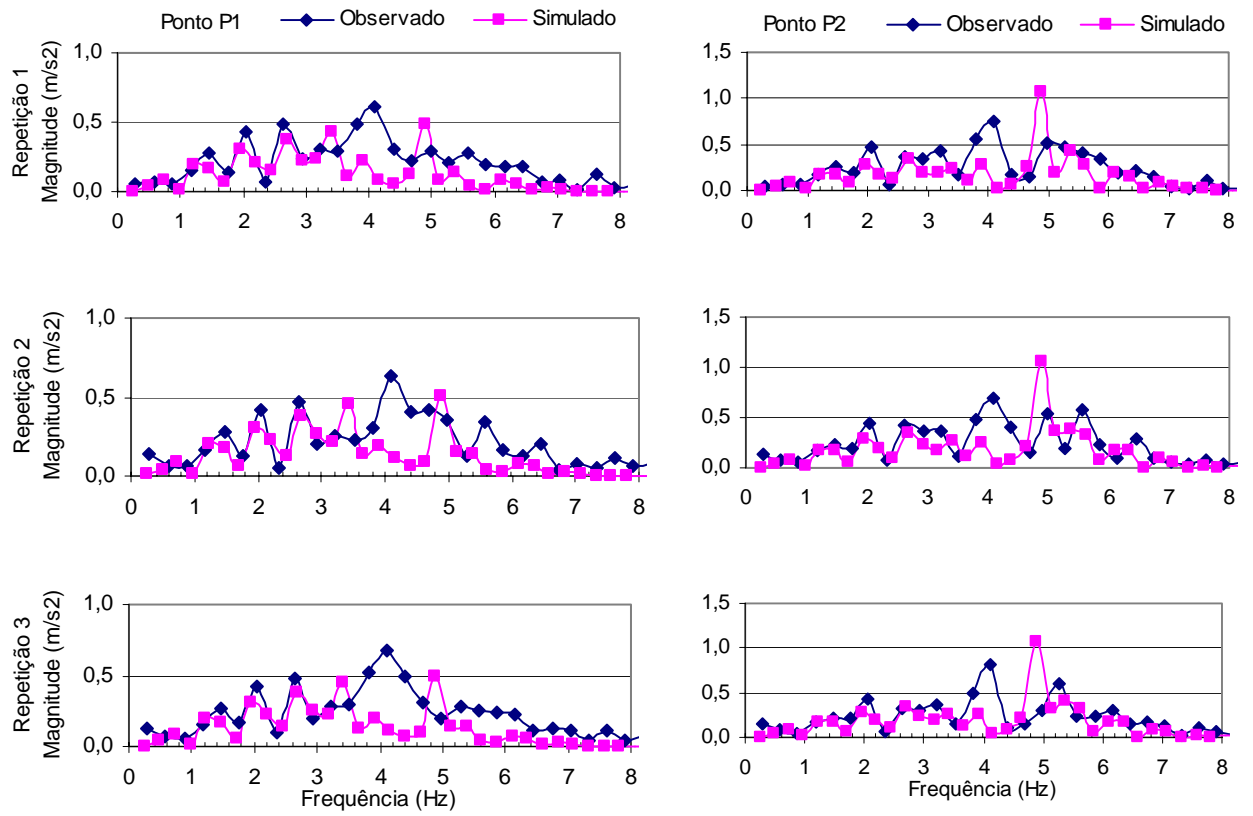 Ponto P1 Observado Simulado
Ponto P2 Observado Simulado
Repetição 1
Magnitude (m/s2)
1,0
0,5
0,0
0 1 2 3 4 5 6 7 8
1,5
1,0
0,5
0,0
0 1 2 3 4 5 6 7 8
Repetição 2
Magnitude (m/s2)
1,0
0,5
0,0
0 1 2 3 4 5 6 7 8
1,5
1,0
0,5
0,0
0 1 2 3 4 5 6 7 8
Repetição 3
Magnitude (m/s2)
1,0
0,5
0,0
0 1 2 3 4 5 6 7 8
Frequência (Hz)
1,5
1,0
0,5
0,0
0 1 2 3 4 5 6 7 8
Frequência (Hz)